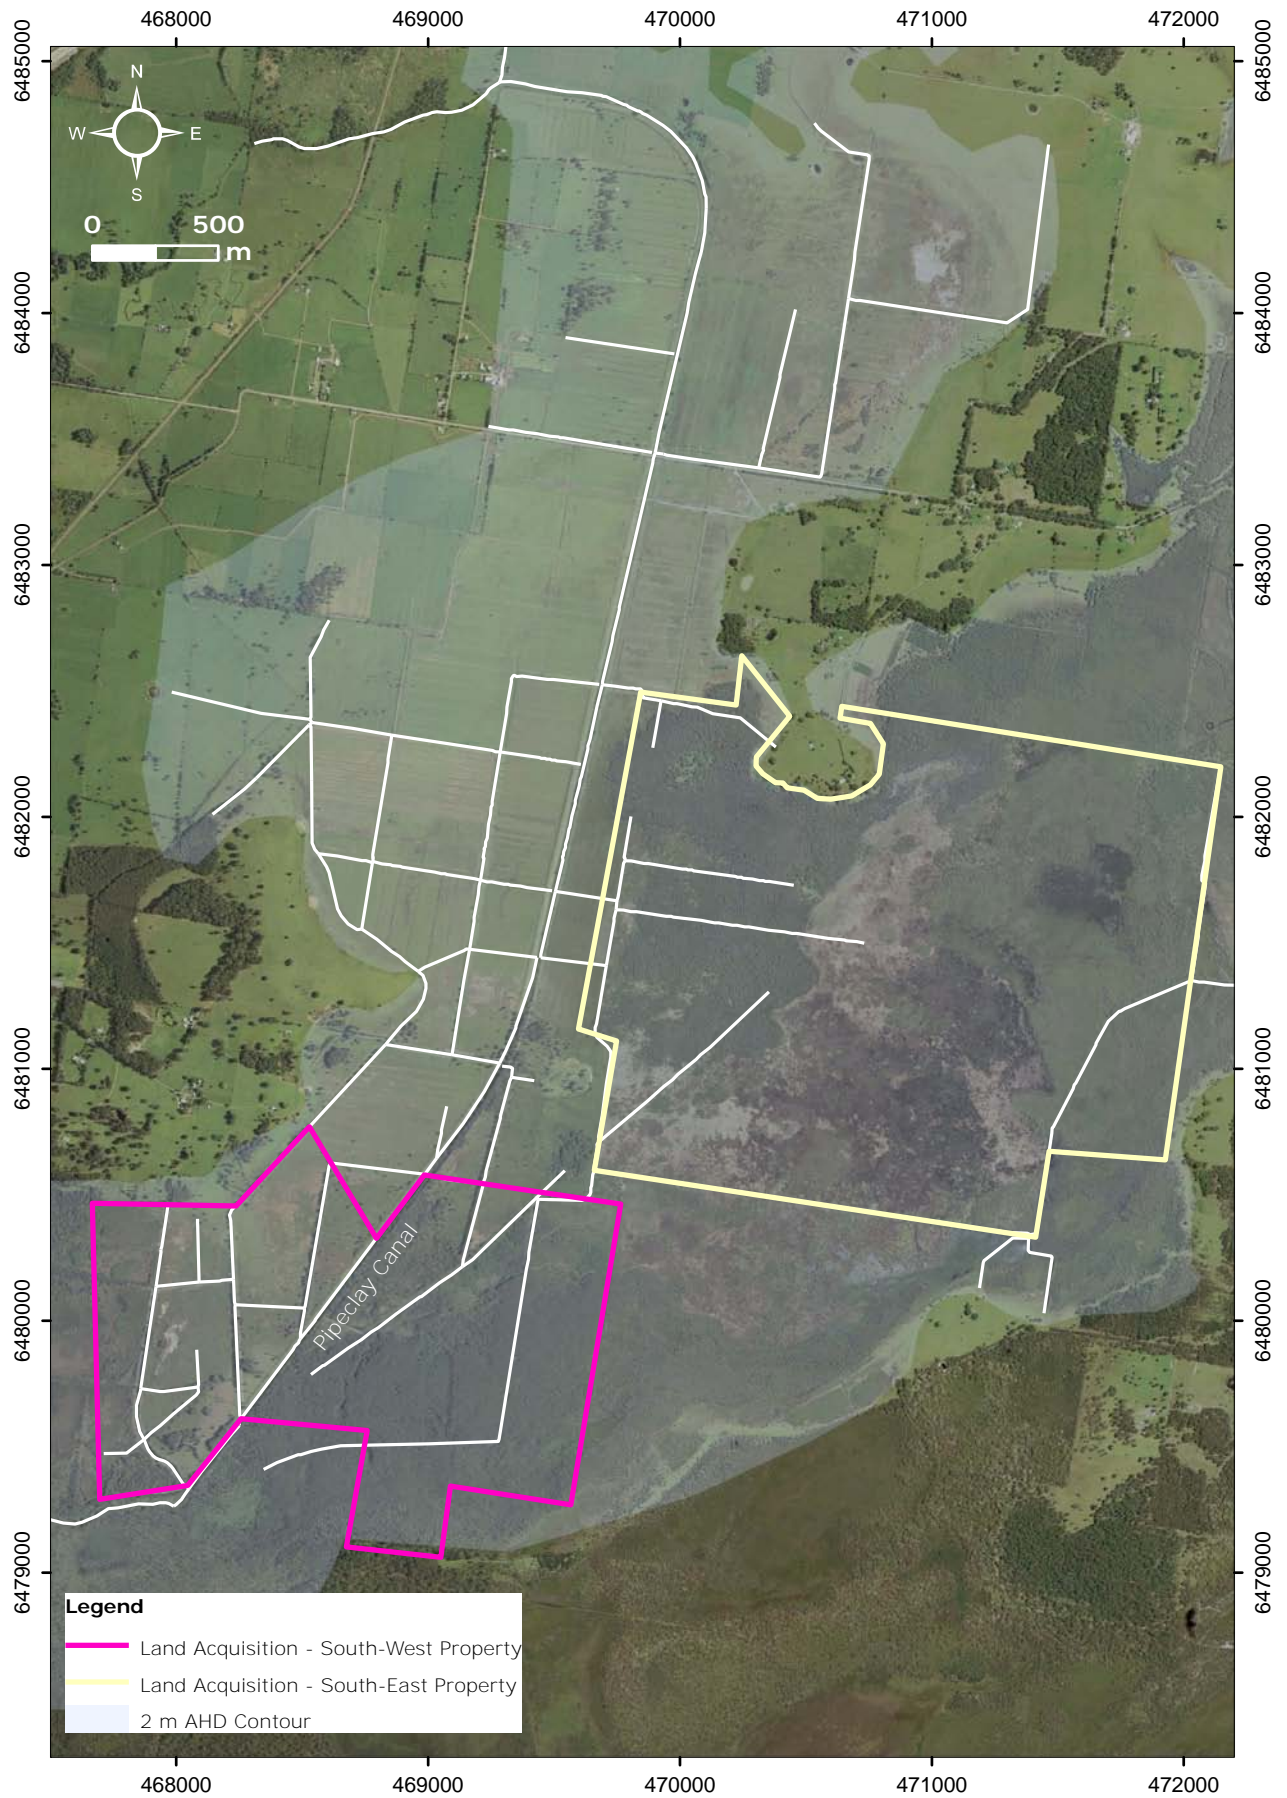 468000 469000 470000 471000 472000
6485000 6485000
N
W E
S
0 500
m
6484000 6484000
6483000 6483000
6482000 6482000
6481000 6481000
Pipeclay Canal
6480000 6480000
6479000 6479000
Legend
Land Acquisition - South-West Property
Land Acquisition - South-East Property
2 m AHD Contour
468000 469000 470000 471000 472000